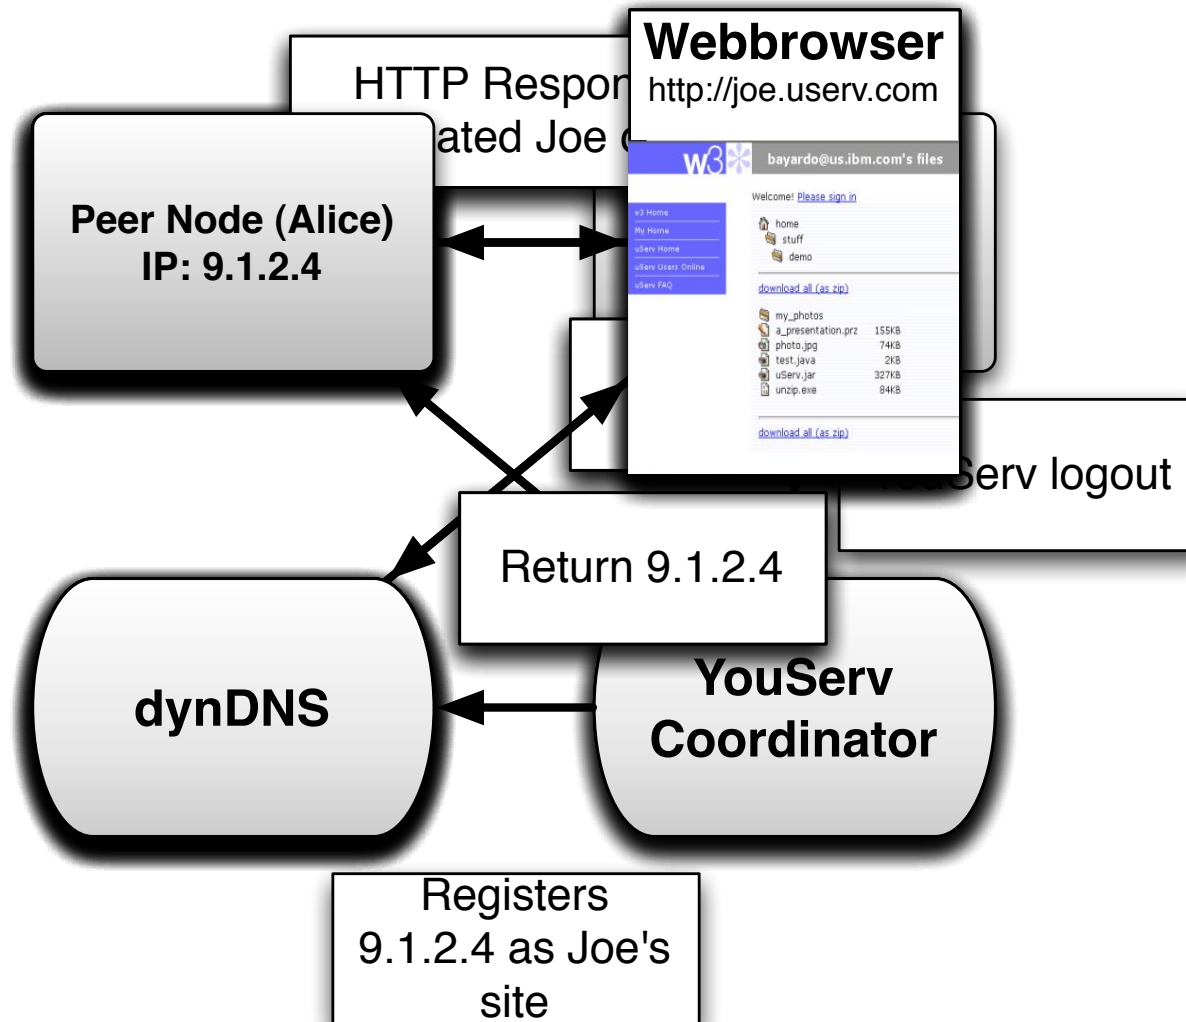 Webbrowser
http://joe.userv.com
HTTP
ated Joe
Peer Node (Alice)
IP: 9.1.2.4
w3
bayardo@us.ibm.com's files
Welcome! Please sign in
w3 Home
My Home
uServ Home
uServ Users Online
uServ FAQ
home
stuff
demo
download all (as zip)
my_photos
a_presentation.prz 155KB
photo.jpg 74KB
test.java 2KB
uServ.jar 327KB
unzip.exe 84KB
download all (as zip)
logout
Return 9.1.2.4
dynDNS
YouServ
Coordinator
Registers
9.1.2.4 as Joe's
site